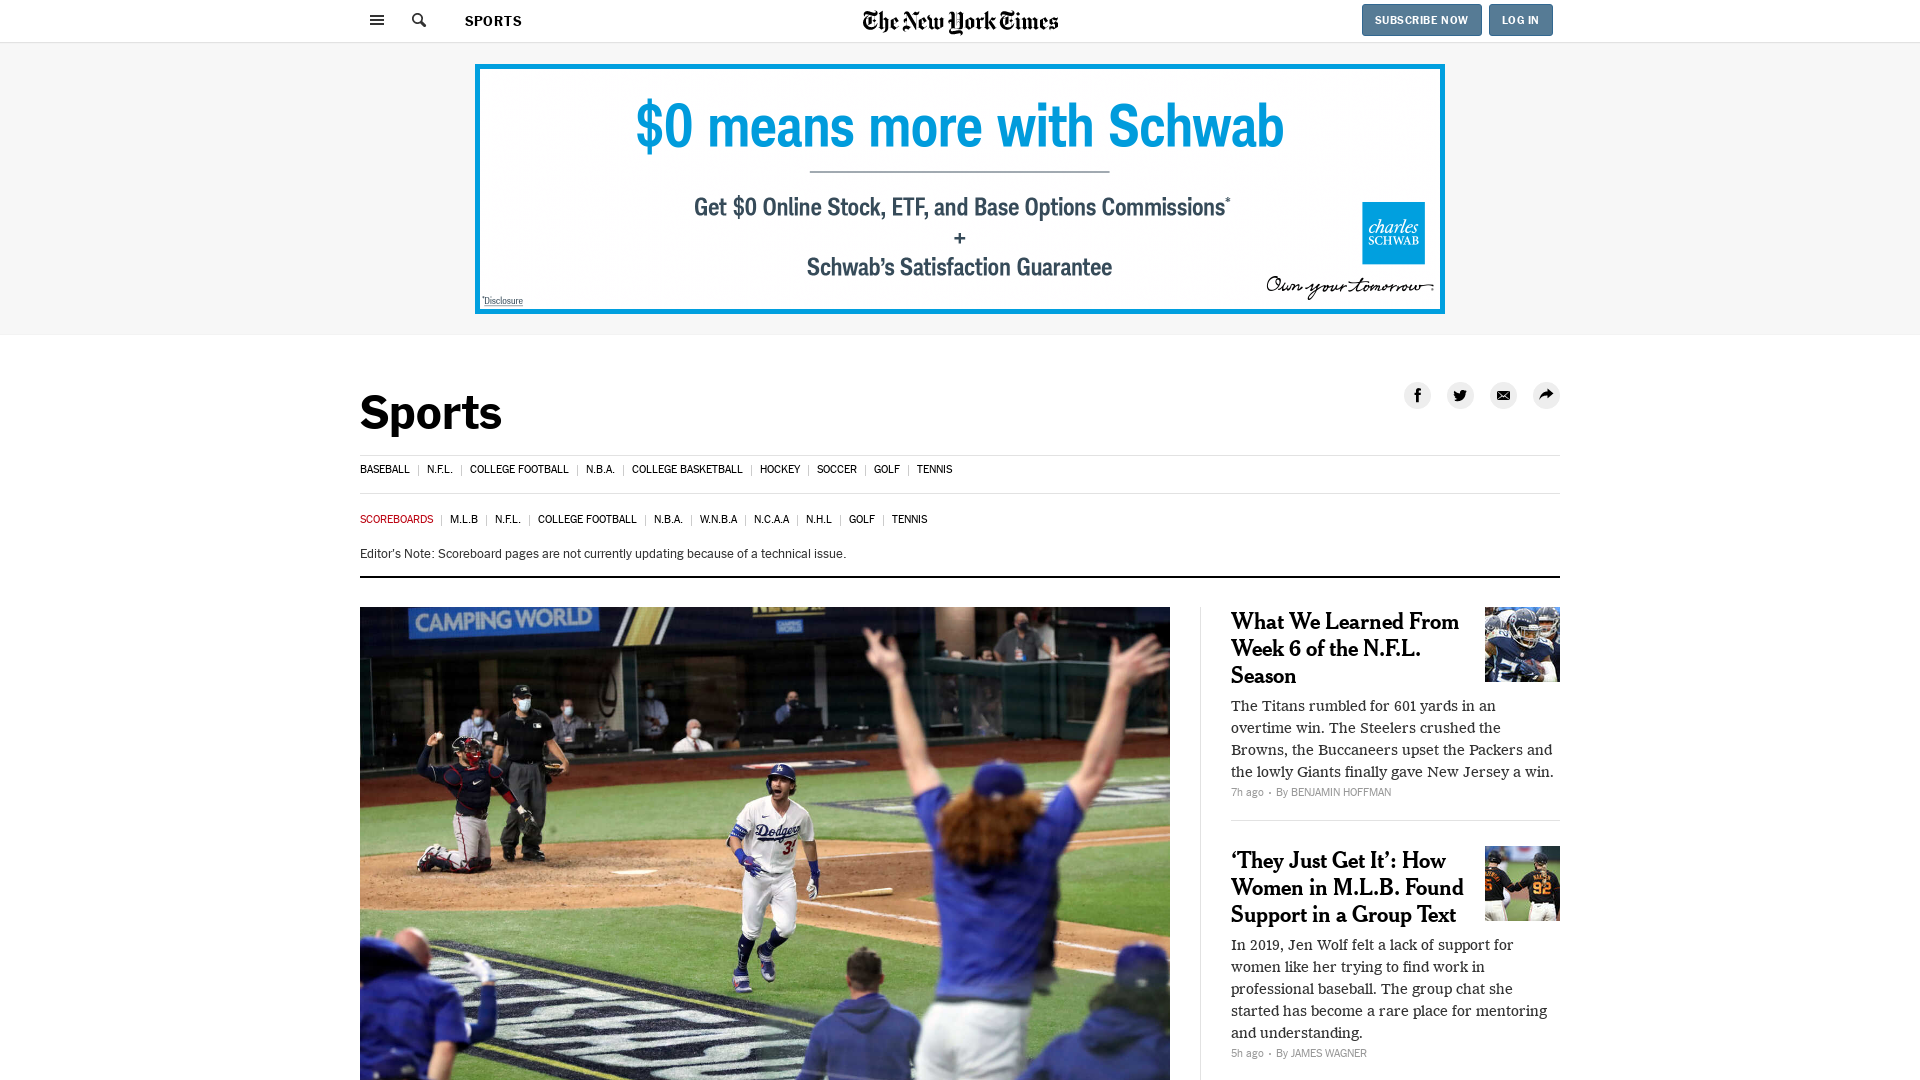 SPORTS
The New York Times
SUBSCRIBE NOW
LOG IN
$0 means more with Schwab
Get $0 Online Stock, ETF, and Base Options Commissions*
+
Schwab's Satisfaction Guarantee
charles
SCHWAB
Own your tomorrow
*Disclosure
Sports
BASEBALL | N.F.L. | COLLEGE FOOTBALL | N.B.A. | COLLEGE BASKETBALL | HOCKEY | SOCCER | GOLF | TENNIS
SCOREBOARDS | M.L.B | N.F.L. | COLLEGE FOOTBALL | N.B.A. | W.N.B.A | N.C.A.A | N.H.L | GOLF | TENNIS
Editor's Note: Scoreboard pages are not currently updating because of a technical issue.
CAMPING WORLD
CAMPING
WORLD
Dodgers
What We Learned From
Week 6 of the N.F.L.
Season
The Titans rumbled for 601 yards in an
overtime win. The Steelers crushed the
Browns, the Buccaneers upset the Packers and
the lowly Giants finally gave New Jersey a win.
7h ago • By BENJAMIN HOFFMAN
‘They Just Get It’: How
Women in M.L.B. Found
Support in a Group Text
92
In 2019, Jen Wolf felt a lack of support for
women like her trying to find work in
professional baseball. The group chat she
started has become a rare place for mentoring
and understanding.
5h ago • By JAMES WAGNER